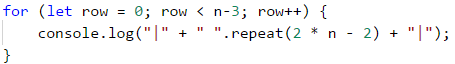 for (let row = 0; row < n-3; row++) {
    console.log("|" + " ".repeat(2 * n - 2) + "|");
}